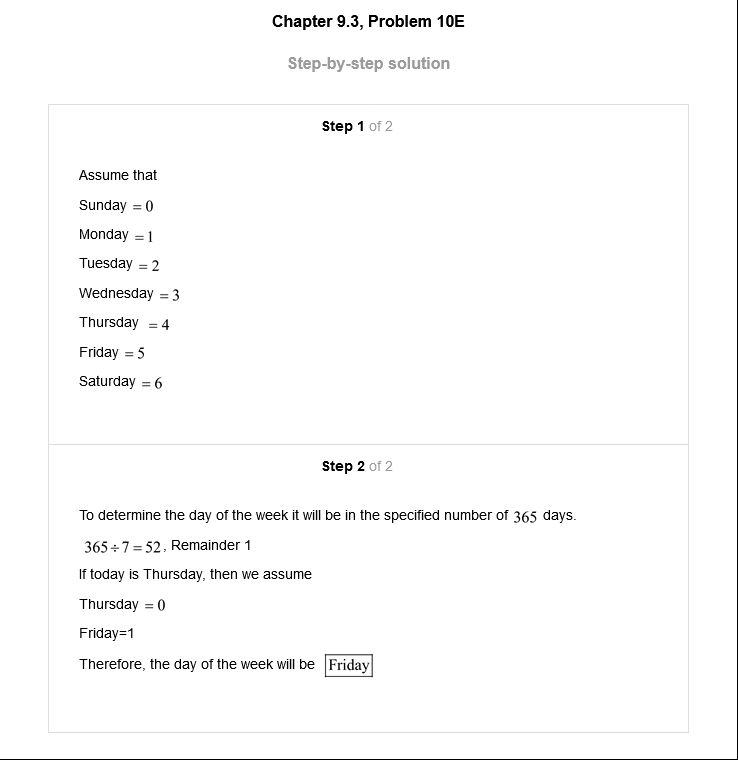 Chapter 9.3, Problem 10E
Step-by-step solution
Step 1 of 2
Assume that
Sunday = 0
Monday = 1
Tuesday = 2
Wednesday = 3
Thursday = 4
Friday = 5
Saturday = 6
Step 2 of 2
To determine the day of the week it will be in the specified number of 365 days.
365 ÷ 7 = 52, Remainder 1
If today is Thursday, then we assume
Thursday = 0
Friday=1
Therefore, the day of the week will be Friday